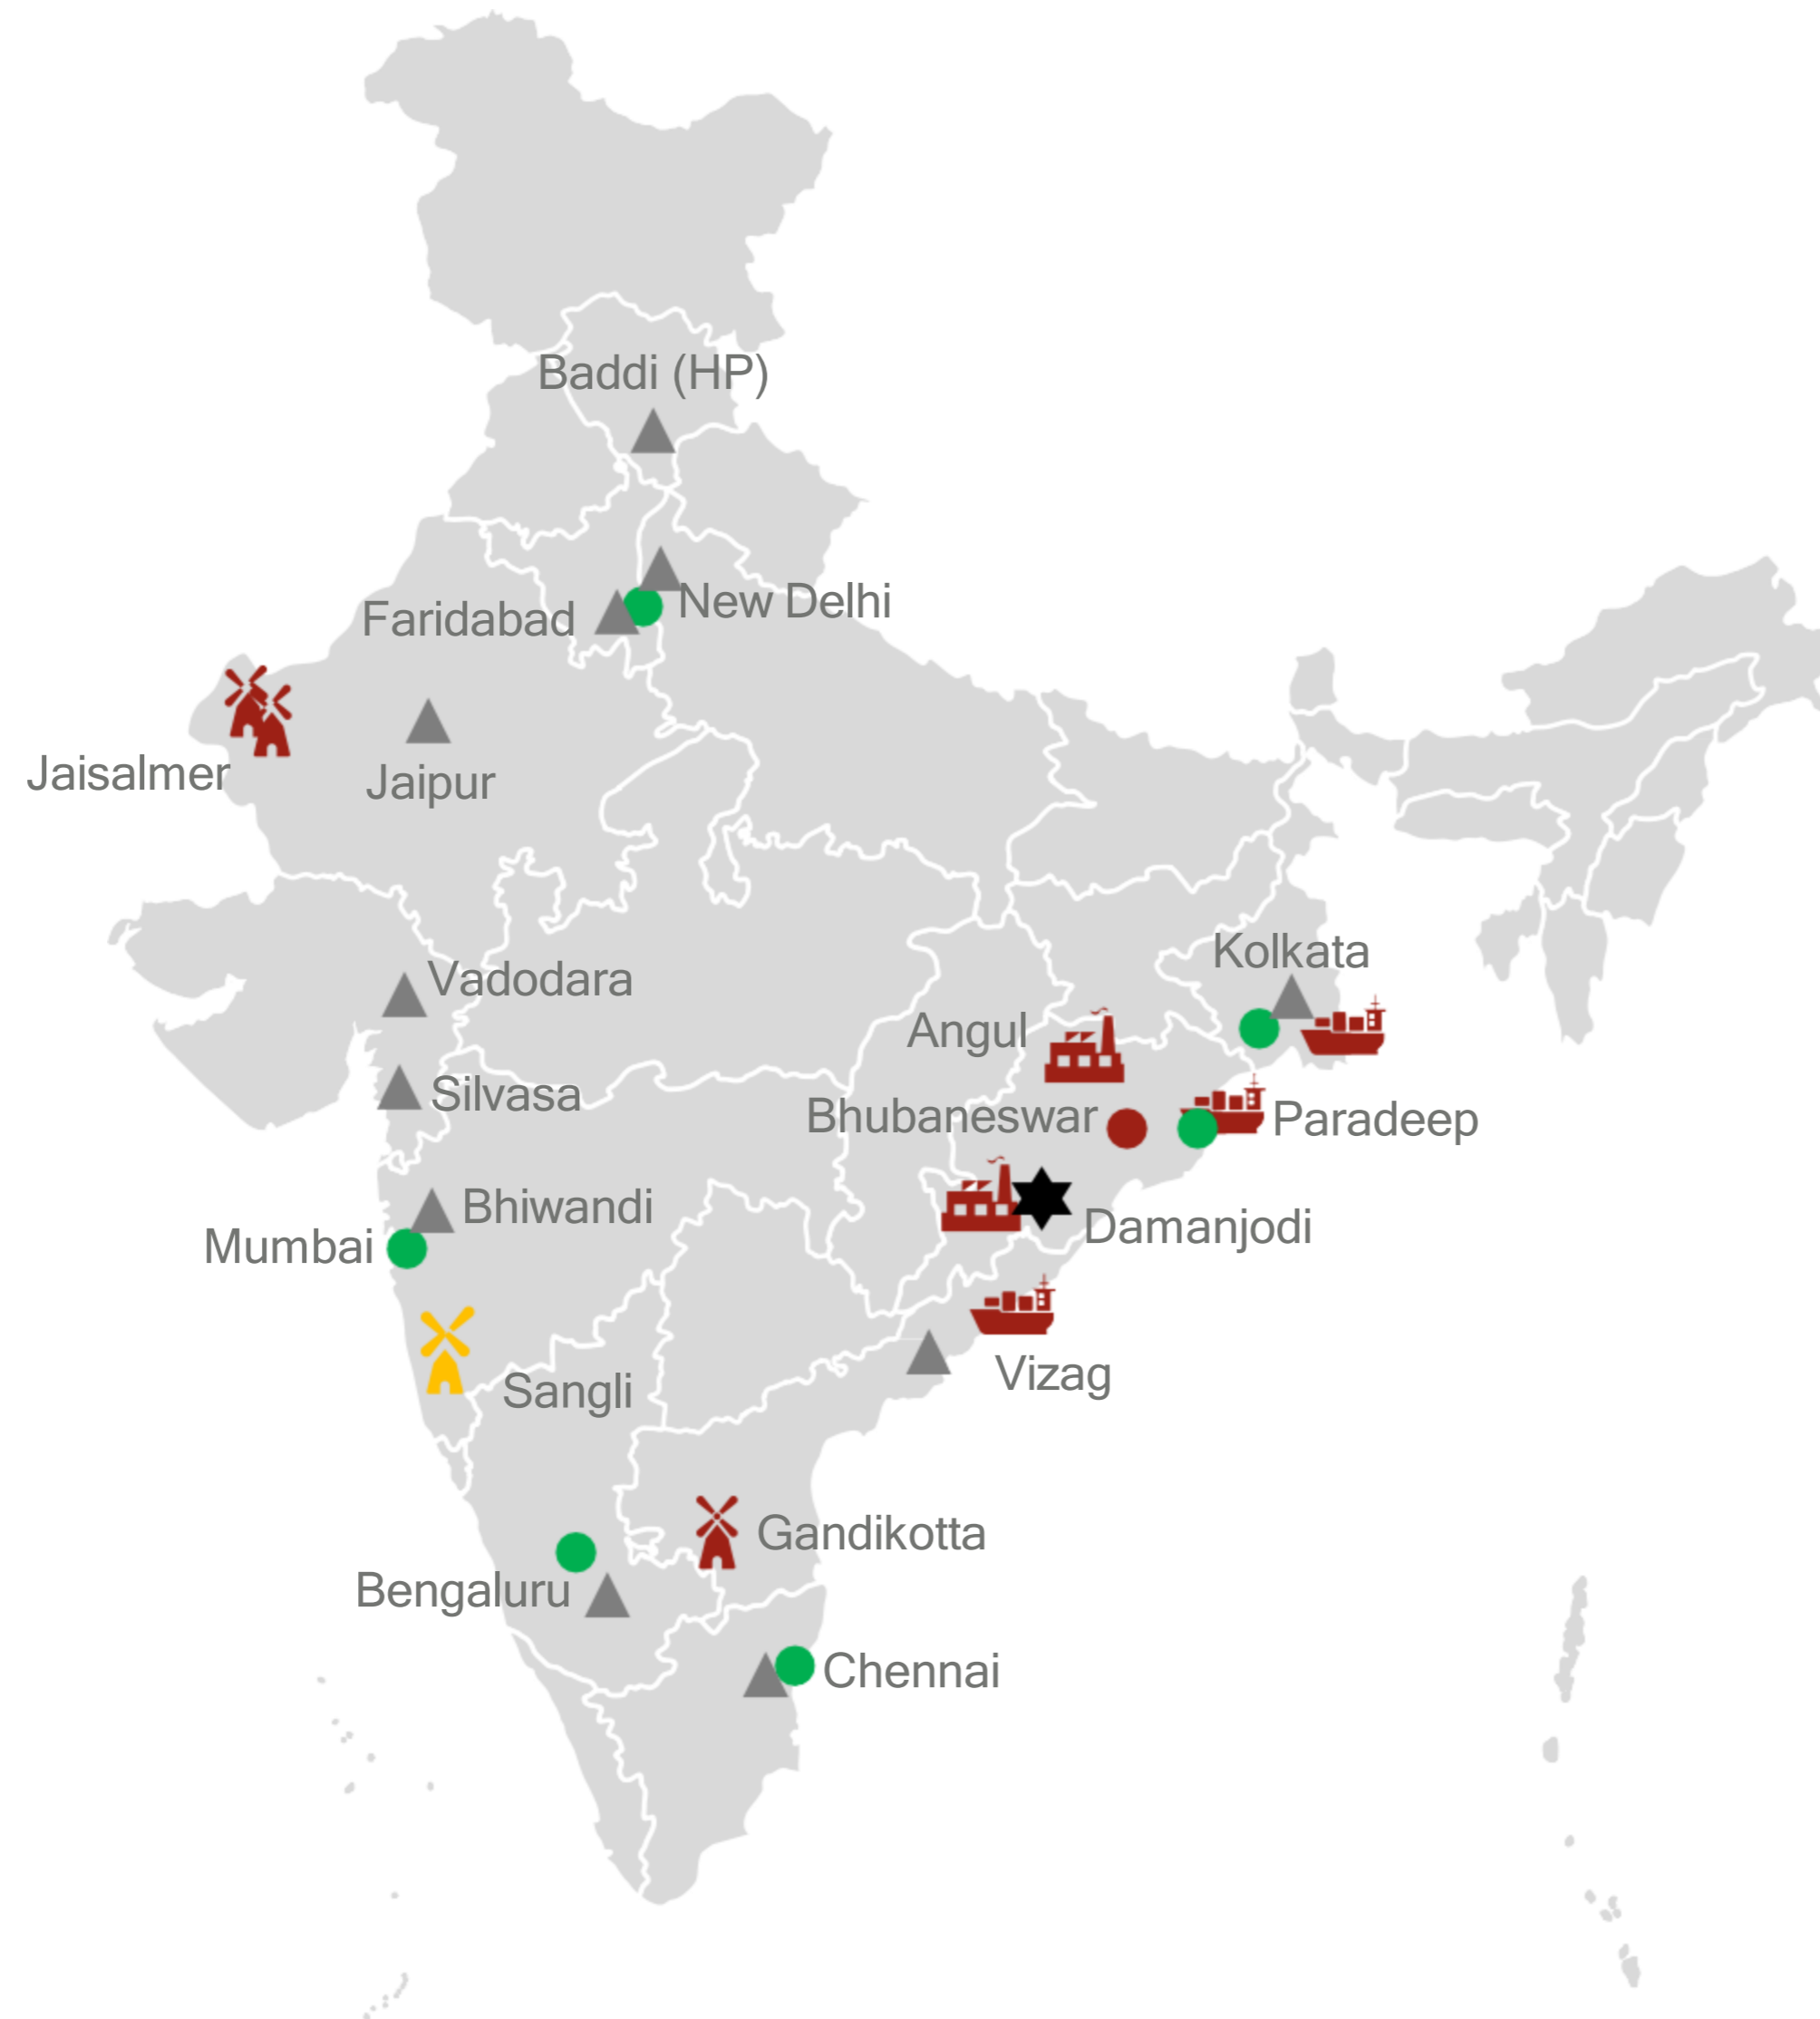 Baddi (HP)
New Delhi
Faridabad
Jaisalmer
Jaipur
Kolkata
Vadodara
Angul
Silvasa
Bhubaneswar
Paradeep
Bhiwandi
Damanjodi
Mumbai
Vizag
Sangli
Gandikotta
Bengaluru
Chennai